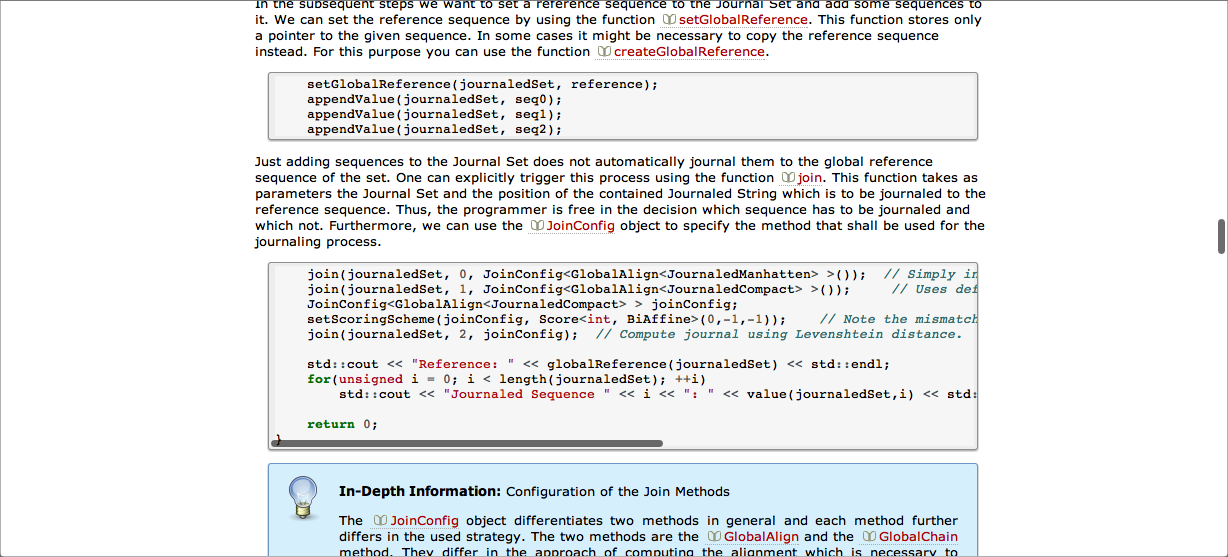 In the subsequent steps we want to set a reference sequence to the Journal Set and add some sequences to
it. We can set the reference sequence by using the function setGlobalReference. This function stores only
a pointer to the given sequence. In some cases it might be necessary to copy the reference sequence
instead. For this purpose you can use the function createGlobalReference.
setGlobalReference(journaledSet, reference);
appendValue(journaledSet, seq0);
appendValue(journaledSet, seq1);
appendValue(journaledSet, seq2);
Just adding sequences to the Journal Set does not automatically journal them to the global reference
sequence of the set. One can explicitly trigger this process using the function join. This function takes as
parameters the Journal Set and the position of the contained Journaled String which is to be journaled to the
reference sequence. Thus, the programmer is free in the decision which sequence has to be journaled and
which not. Furthermore, we can use the JoinConfig object to specify the method that shall be used for the
journaling process.
join(journaledSet, 0, JoinConfig<GlobalAlign<JournaledManhatten> >()); // Simply in
join(journaledSet, 1, JoinConfig<GlobalAlign<JournaledCompact> >()); // Uses def
JoinConfig<GlobalAlign<JournaledCompact> > joinConfig;
setScoringScheme(joinConfig, Score<int, BiAffine>(0,-1,-1)); // Note the mismatch
join(journaledSet, 2, joinConfig); // Compute journal using Levenshtein distance.
std::cout << "Reference: " << globalReference(journaledSet) << std::endl;
for(unsigned i = 0; i < length(journaledSet); ++i)
std::cout << "Journaled Sequence " << i << ": " << value(journaledSet,i) << std:
return 0;
}
In-Depth Information: Configuration of the Join Methods
The JoinConfig object differentiates two methods in general and each method further
differs in the used strategy. The two methods are the GlobalAlign and the GlobalChain
method. They differ in the approach of computing the alignment which is necessary to